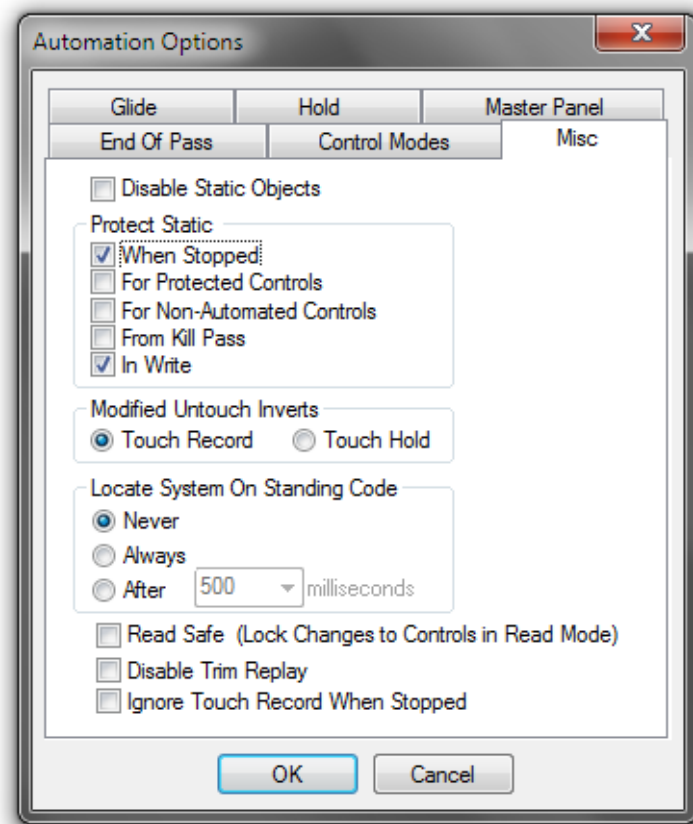 Automation Options
Glide Hold Master Panel
End Of Pass Control Modes Misc
Disable Static Objects
Protect Static
When Stopped
For Protected Controls
For Non-Automated Controls
From Kill Pass
In Write
Modified Untouch Inverts
Touch Record Touch Hold
Locate System On Standing Code
Never
Always
After 500 milliseconds
Read Safe (Lock Changes to Controls in Read Mode)
Disable Trim Replay
Ignore Touch Record When Stopped
OK Cancel